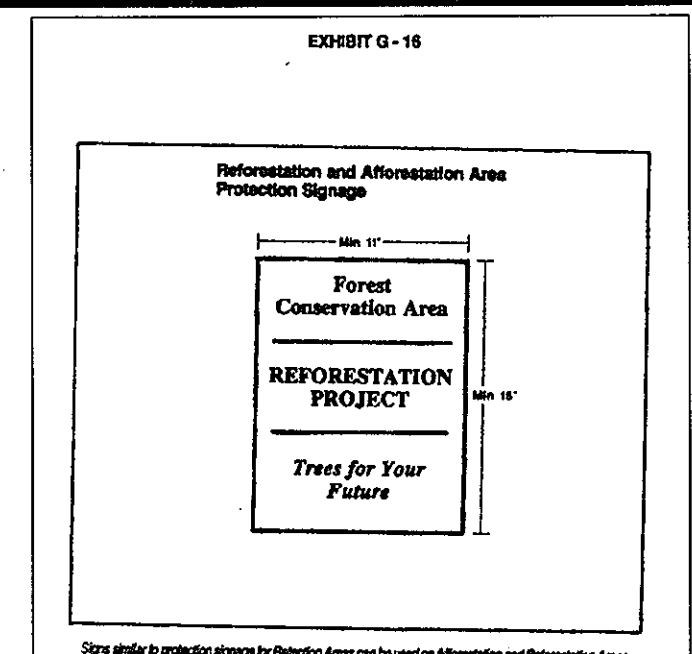 EXHIBIT G - 16
Reforestation and Afforestation Area
Protection Signage
Min 11"
Forest
Conservation Area
REFORESTATION
PROJECT
Min 15"
Trees for Your
Future
Signs similar to protection signage for Retention Areas can be used on Afforestation and Reforestation Areas